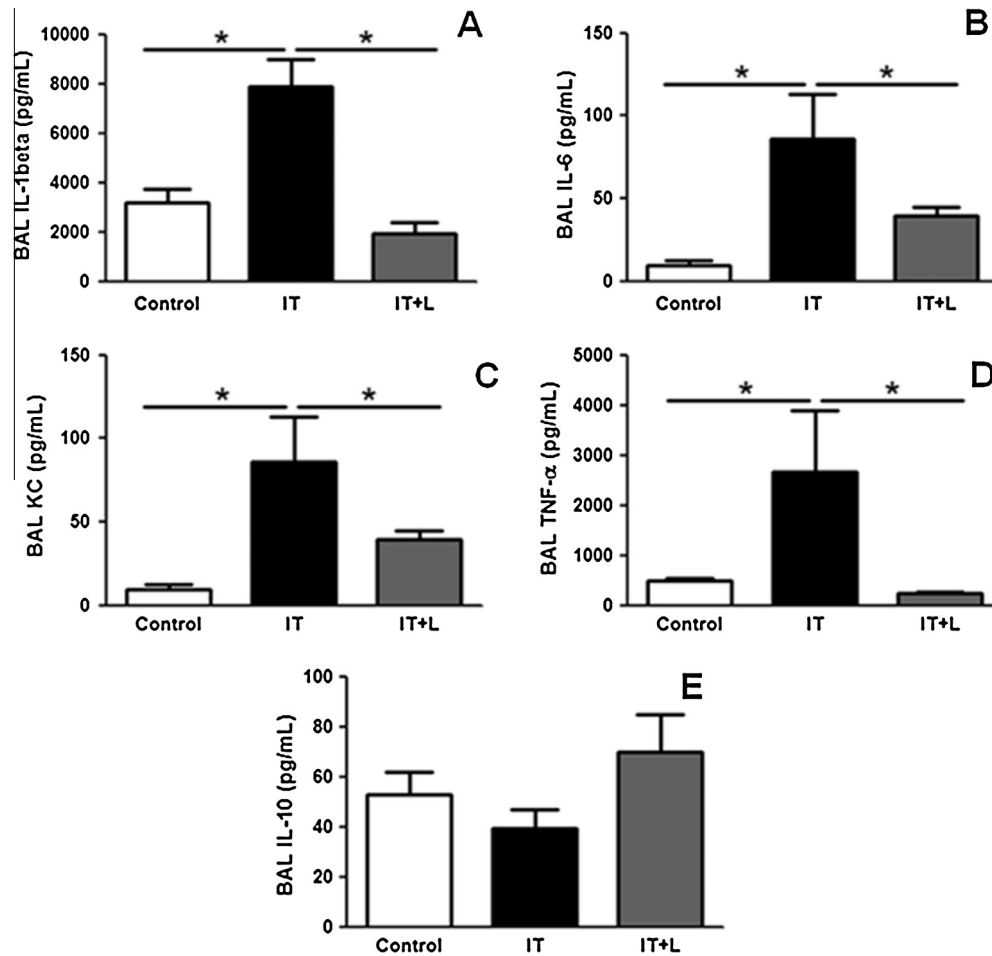 A
BAL IL-1beta (pg/mL)
10000
8000
6000
4000
2000
0
* *
Control IT IT+L
B
BAL IL-6 (pg/mL)
150
100
50
0
* *
Control IT IT+L
C
BAL KC (pg/mL)
150
100
50
0
* *
Control IT IT+L
D
BAL TNF-α (pg/mL)
5000
4000
3000
2000
1000
0
* *
Control IT IT+L
E
BAL IL-10 (pg/mL)
100
80
60
40
20
0
Control IT IT+L